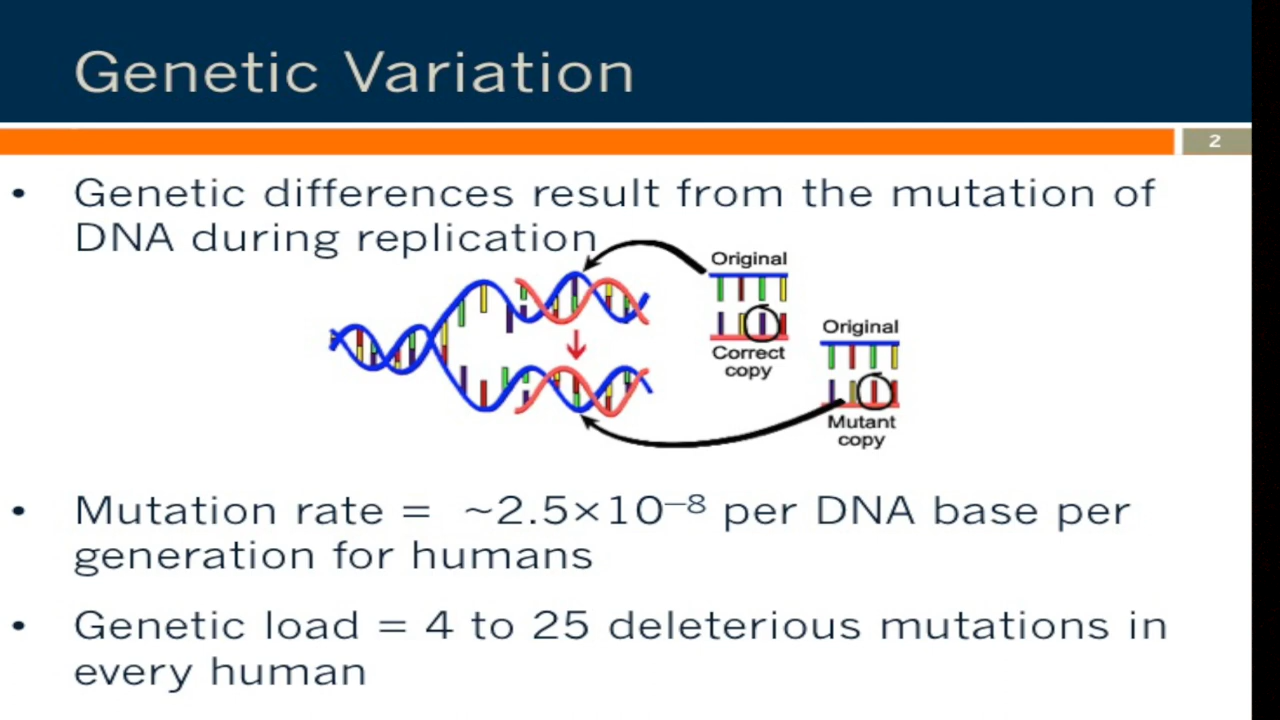 Genetic Variation
2
• Genetic differences result from the mutation of
DNA during replication
Original
Correct
copy
Original
Mutant
copy
• Mutation rate = ~2.5×10⁻⁸ per DNA base per
generation for humans
• Genetic load = 4 to 25 deleterious mutations in
every human